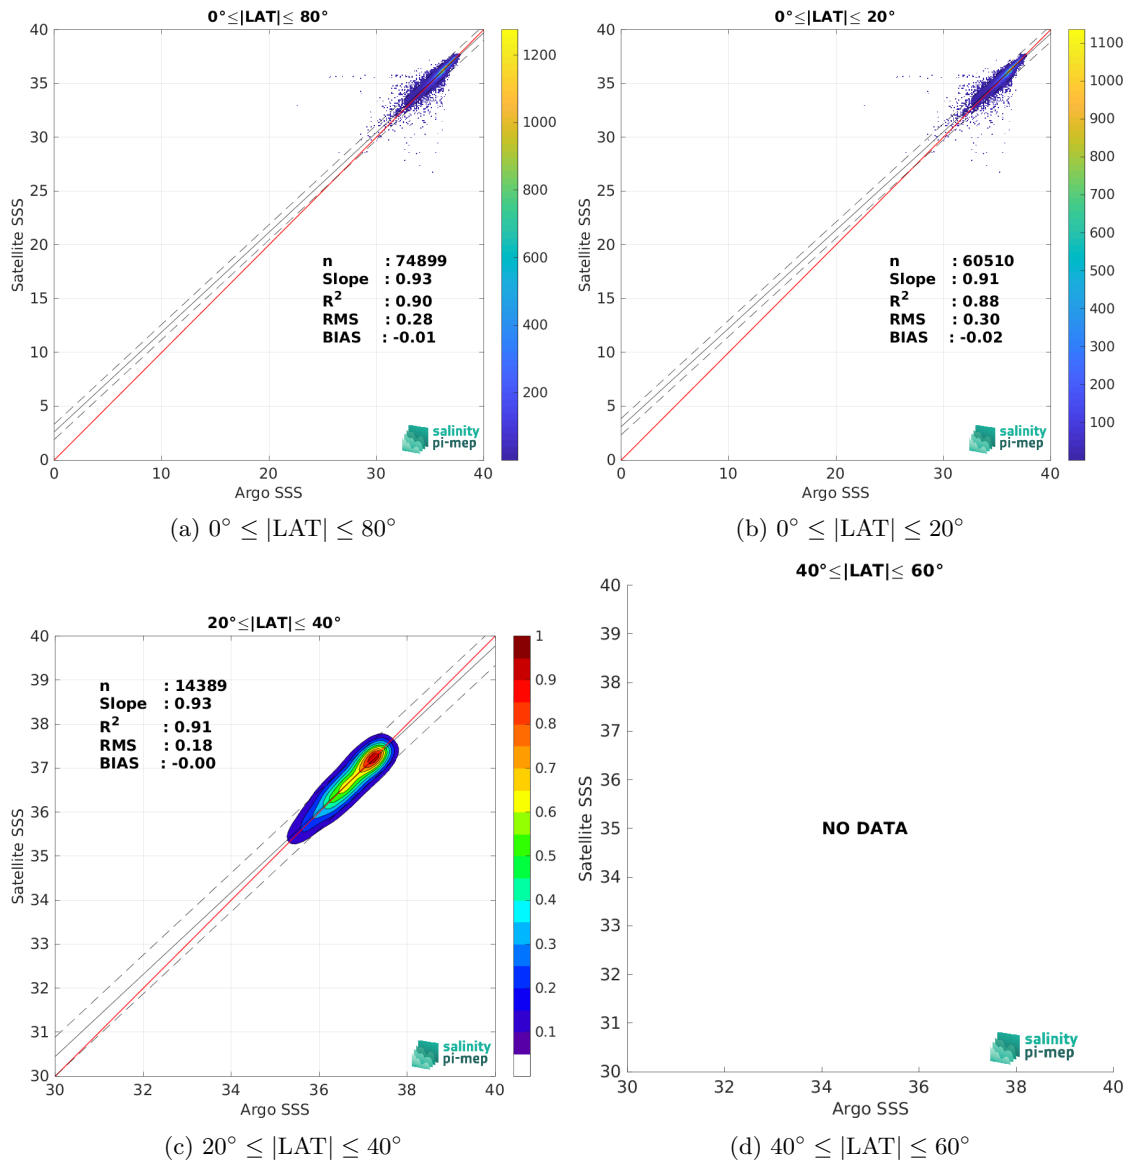 0°≤|LAT|≤ 80°
40
35
30
25
20
15
10
5
0
0
20
30
40
Satellite SSS
Argo SSS
n : 74899
Slope : 0.93
R² : 0.90
RMS : 0.28
BIAS : -0.01
salinity
pi-mep
1200
1000
800
600
400
200
(a) 0° ≤ |LAT| ≤ 80°
0°≤|LAT|≤ 20°
40
35
30
25
20
15
10
5
0
0
10
20
30
40
Satellite SSS
Argo SSS
n : 60510
Slope : 0.91
R² : 0.88
RMS : 0.30
BIAS : -0.02
salinity
pi-mep
1100
1000
900
800
700
600
500
400
300
200
100
(b) 0° ≤ |LAT| ≤ 20°
20°≤|LAT|≤ 40°
40
39
38
37
36
35
34
33
32
31
30
30
32
34
36
38
40
Satellite SSS
Argo SSS
n : 14389
Slope : 0.93
R² : 0.91
RMS : 0.18
BIAS : -0.00
salinity
pi-mep
1
0.9
0.8
0.7
0.6
0.5
0.4
0.3
0.2
0.1
(c) 20° ≤ |LAT| ≤ 40°
40°≤|LAT|≤ 60°
40
39
38
37
36
35
34
33
32
31
30
30
32
34
36
38
40
Satellite SSS
Argo SSS
NO DATA
salinity
pi-mep
(d) 40° ≤ |LAT| ≤ 60°